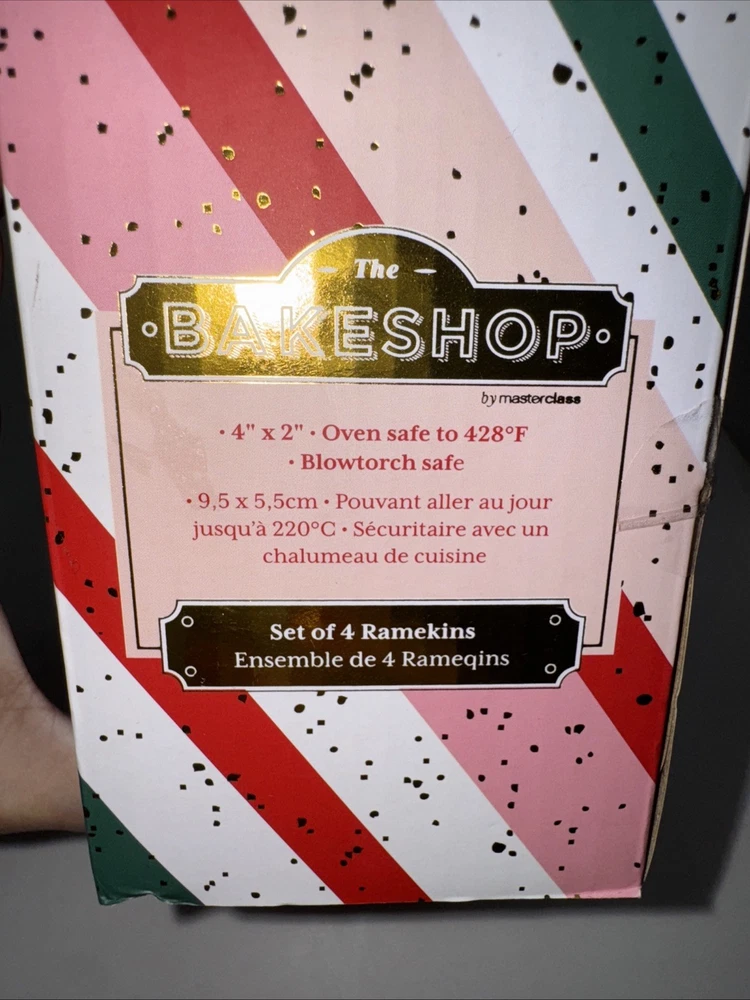 The
BAKESHOP
by masterclass
• 4" x 2" • Oven safe to 428°F
• Blowtorch safe
• 9,5 x 5,5cm • Pouvant aller au jour
jusqu'à 220°C • Sécuritaire avec un
chalumeau de cuisine
Set of 4 Ramekins
Ensemble de 4 Rameqins